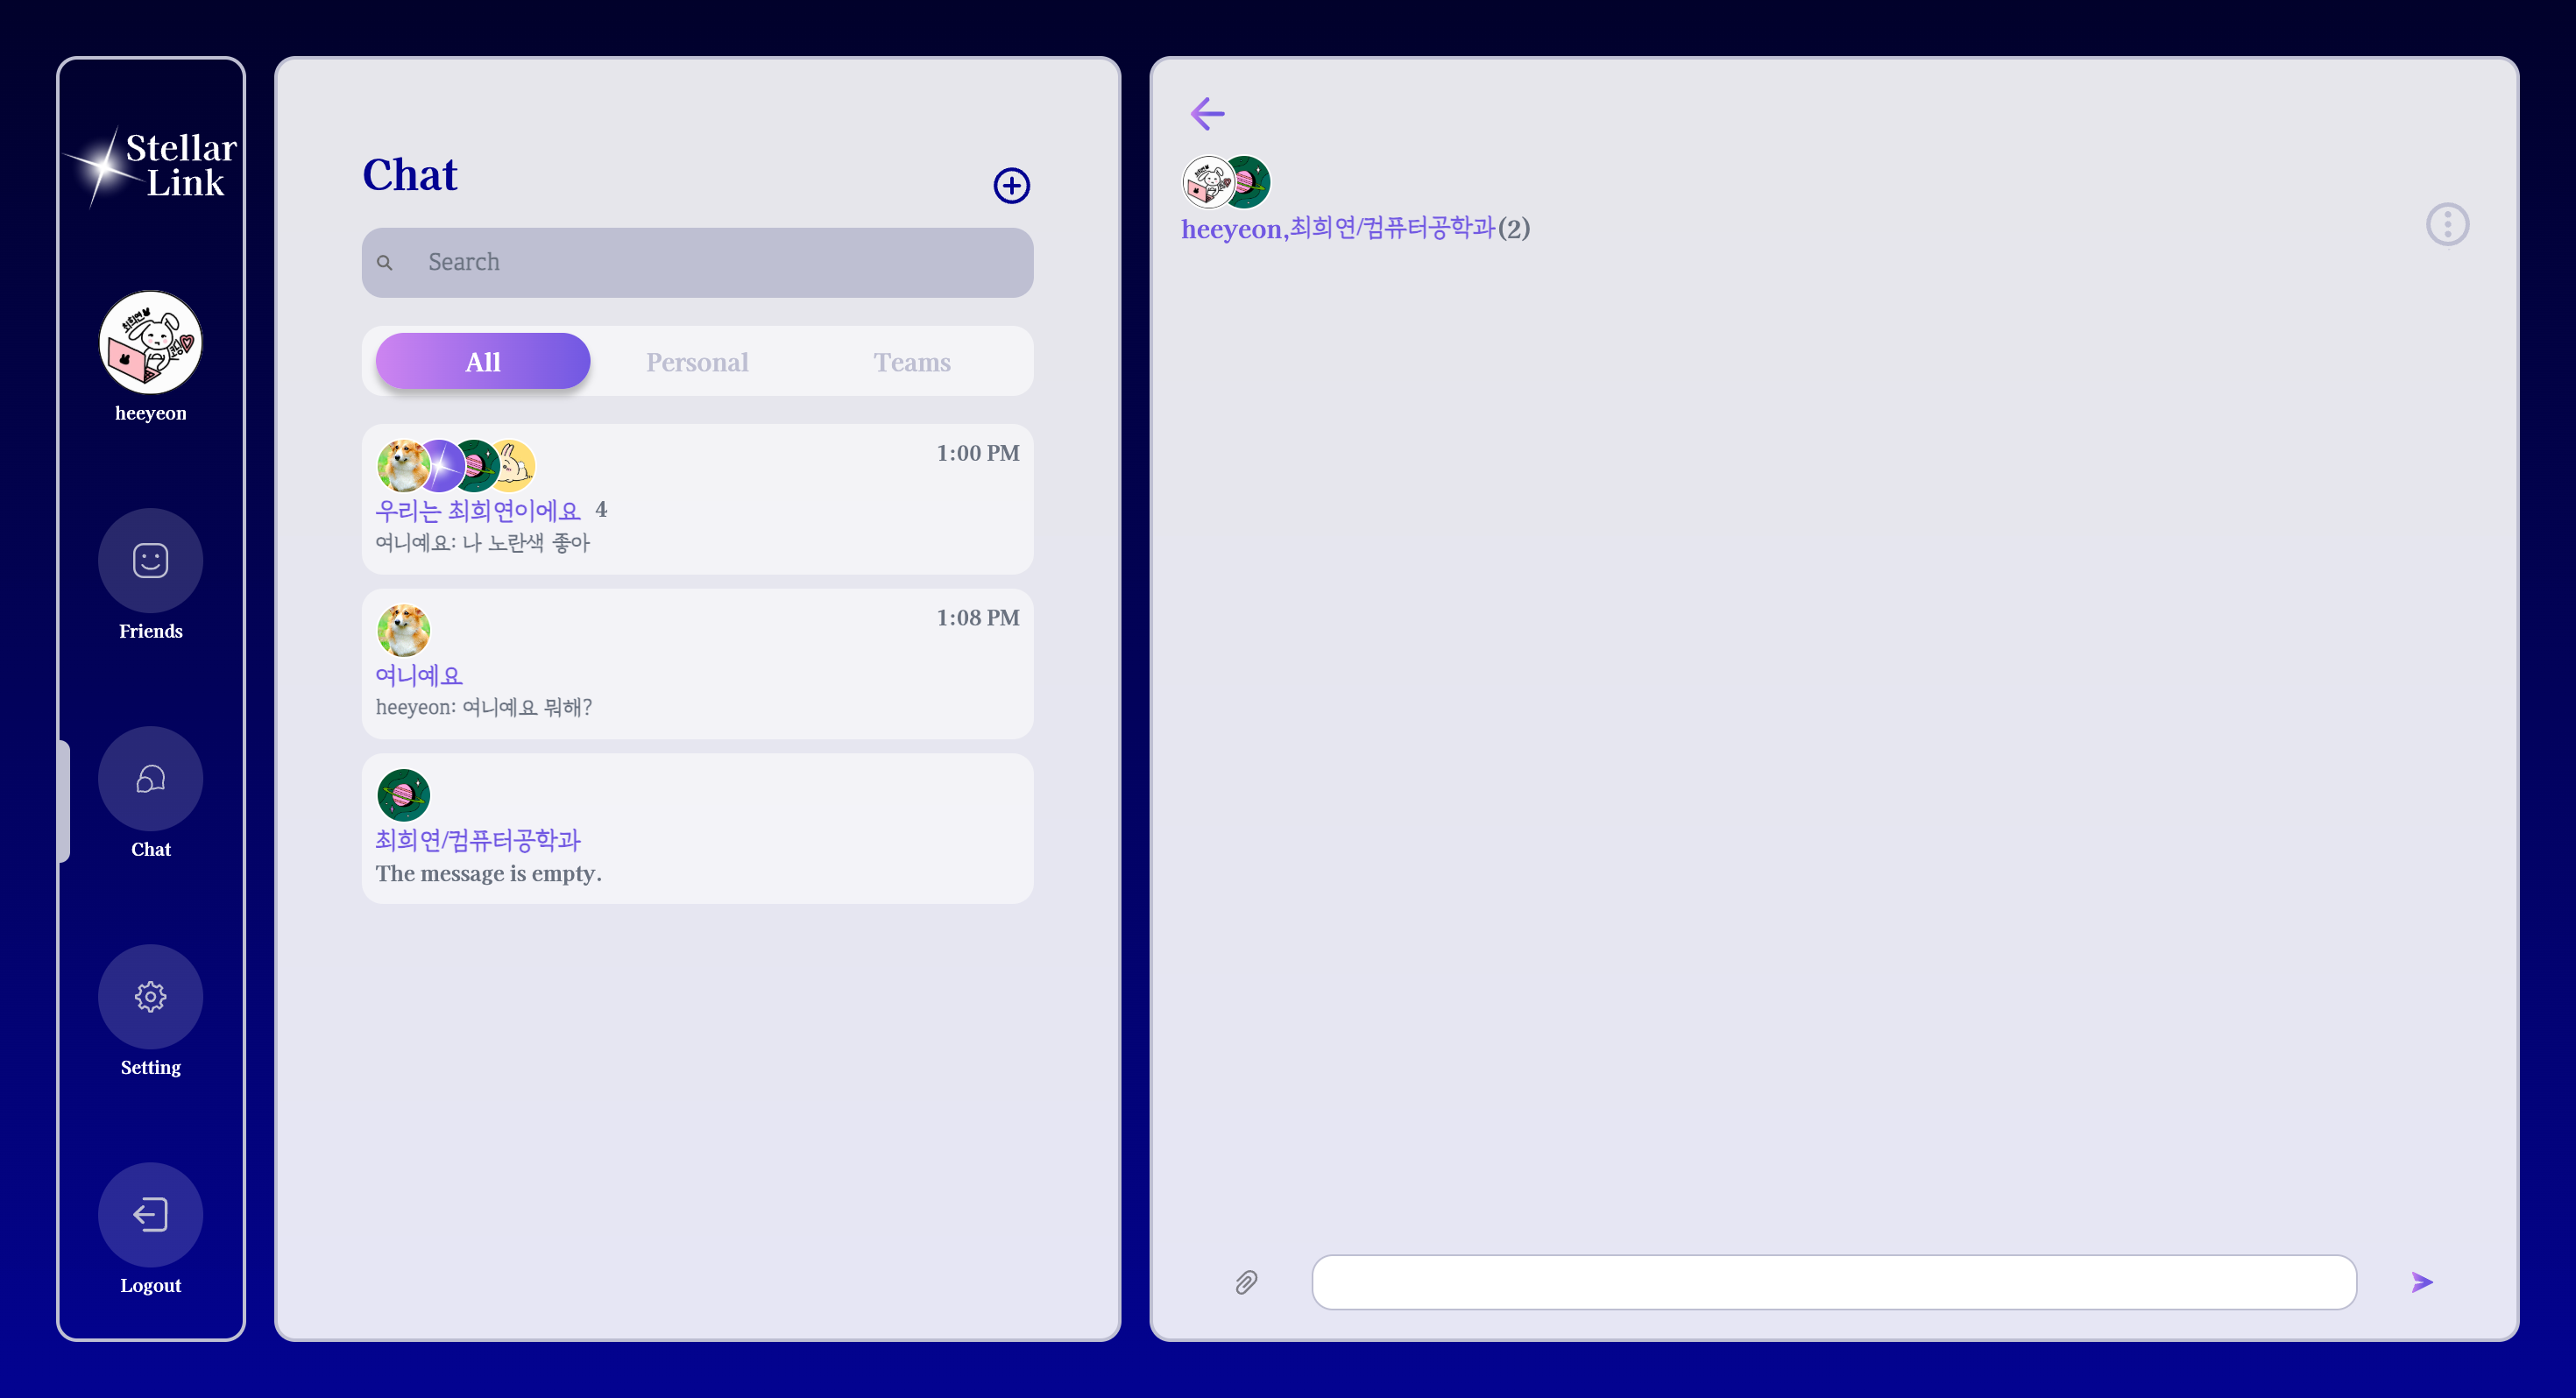 Stellar
Link
최희연
heeyeon
Friends
Chat
Setting
Logout
Chat
Search
All
Personal
Teams
1:00 PM
우리는 최희연이에요 4
여니예요: 나 노란색 좋아
1:08 PM
여니예요
heeyeon: 여니예요 뭐해?
최희연/컴퓨터공학과
The message is empty.
heeyeon,최희연/컴퓨터공학과(2)